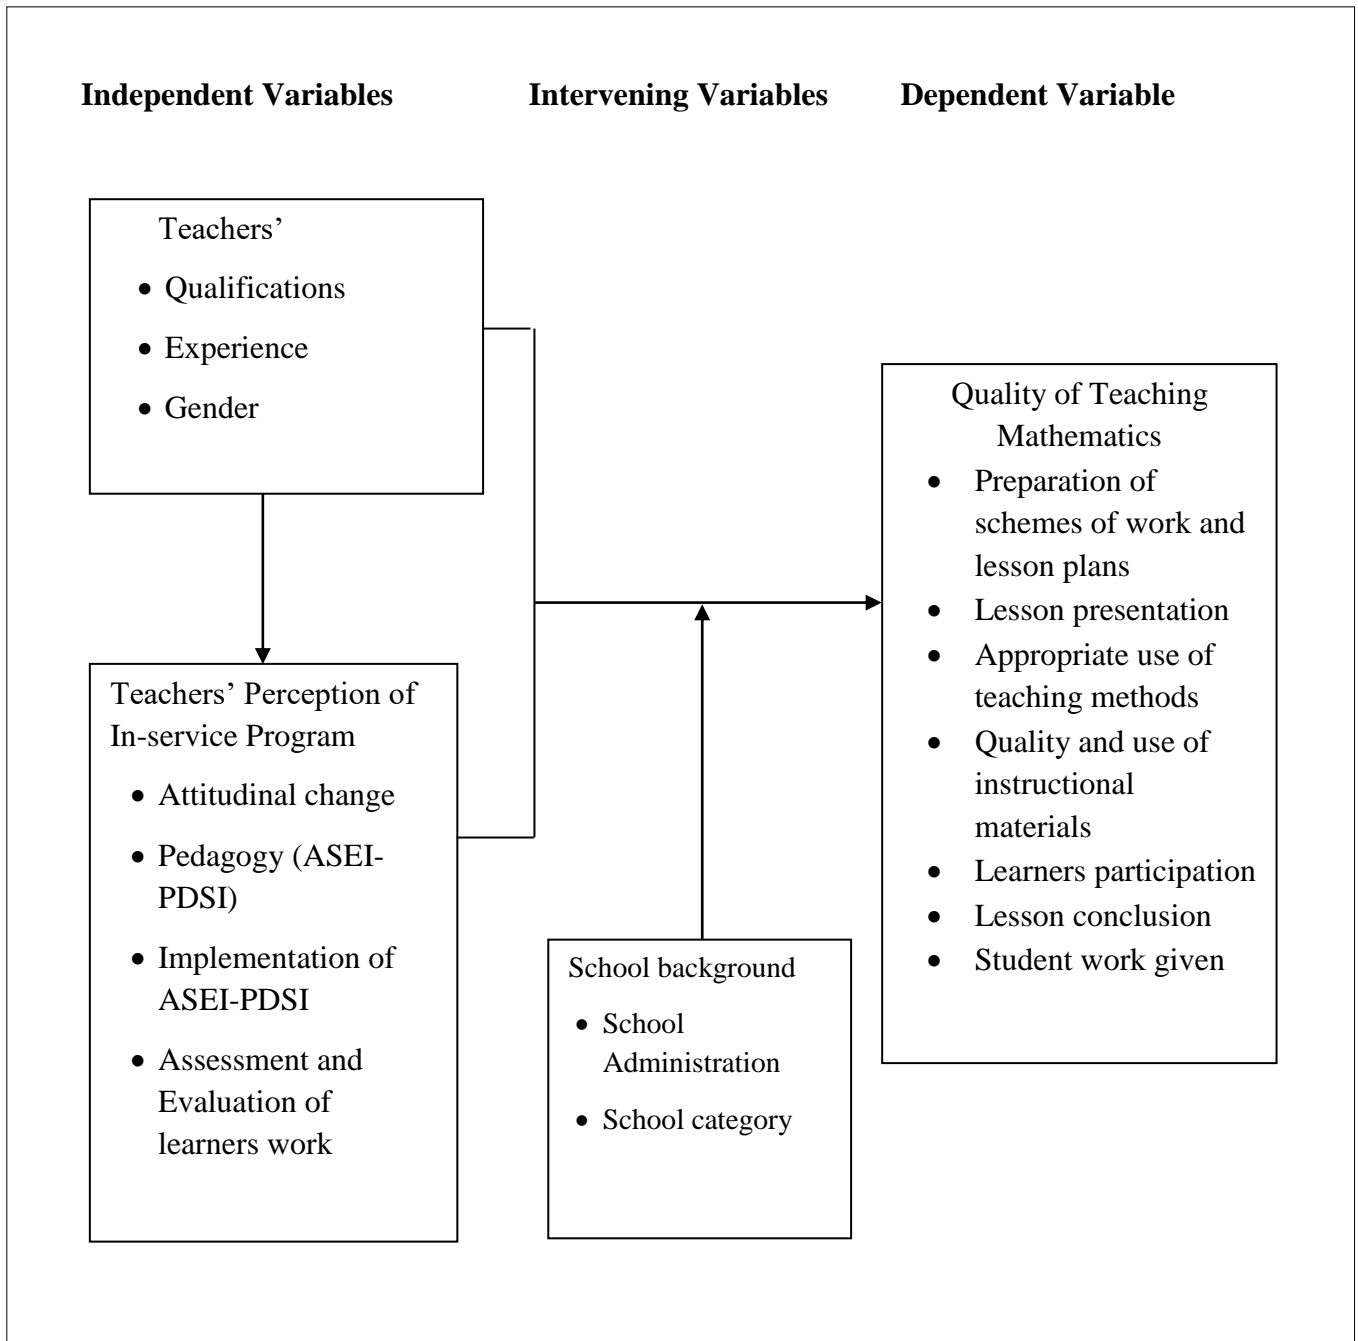 Independent Variables
Intervening Variables
Dependent Variable
Teachers’
• Qualifications
• Experience
• Gender
Teachers’ Perception of
In-service Program
• Attitudinal change
• Pedagogy (ASEI-
PDSI)
• Implementation of
ASEI-PDSI
• Assessment and
Evaluation of
learners work
School background
• School
Administration
• School category
Quality of Teaching
Mathematics
• Preparation of
schemes of work and
lesson plans
• Lesson presentation
• Appropriate use of
teaching methods
• Quality and use of
instructional
materials
• Learners participation
• Lesson conclusion
• Student work given